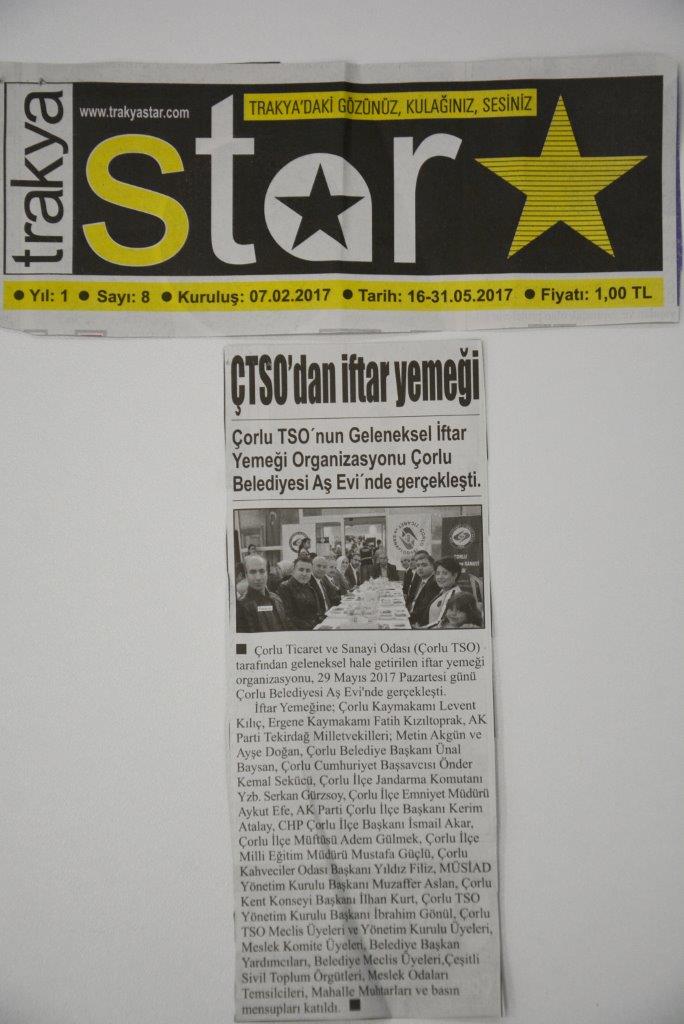 trakya
www.trakyastar.com
TRAKYA'DAKİ GÖZÜNÜZ, KULAĞINIZ, SESİNİZ
star
● Yıl: 1 ● Sayı: 8 ● Kuruluş: 07.02.2017 ● Tarih: 16-31.05.2017 ● Fiyatı: 1,00 TL
ÇTSO'dan iftar yemeği
Çorlu TSO´nun Geleneksel İftar
Yemeği Organizasyonu Çorlu
Belediyesi Aş Evi´nde gerçekleşti.
■ Çorlu Ticaret ve Sanayi Odası (Çorlu TSO)
tarafından geleneksel hale getirilen iftar yemeği
organizasyonu, 29 Mayıs 2017 Pazartesi günü
Çorlu Belediyesi Aş Evi'nde gerçekleşti.
İftar Yemeğine; Çorlu Kaymakamı Levent
Kılıç, Ergene Kaymakamı Fatih Kızıltoprak, AK
Parti Tekirdağ Milletvekilleri; Metin Akgün ve
Ayşe Doğan, Çorlu Belediye Başkanı Ünal
Baysan, Çorlu Cumhuriyet Başsavcısı Önder
Kemal Sekücü, Çorlu İlçe Jandarma Komutanı
Yzb. Serkan Gürzsoy, Çorlu İlçe Emniyet Müdürü
Aykut Efe, AK Parti Çorlu İlçe Başkanı Kerim
Atalay, CHP Çorlu İlçe Başkanı İsmail Akar,
Çorlu İlçe Müftüsü Adem Gülmek, Çorlu İlçe
Milli Eğitim Müdürü Mustafa Güçlü, Çorlu
Kahveciler Odası Başkanı Yıldız Filiz, MÜSİAD
Yönetim Kurulu Başkanı Muzaffer Aslan, Çorlu
Kent Konseyi Başkanı İlhan Kurt, Çorlu TSO
Yönetim Kurulu Başkanı İbrahim Gönül, Çorlu
TSO Meclis Üyeleri ve Yönetim Kurulu Üyeleri,
Meslek Komite Üyeleri, Belediye Başkan
Yardımcıları, Belediye Meclis Üyeleri,Çeşitli
Sivil Toplum Örgütleri, Meslek Odaları
Temsilcileri, Mahalle Muhtarları ve basın
mensupları katıldı. ■